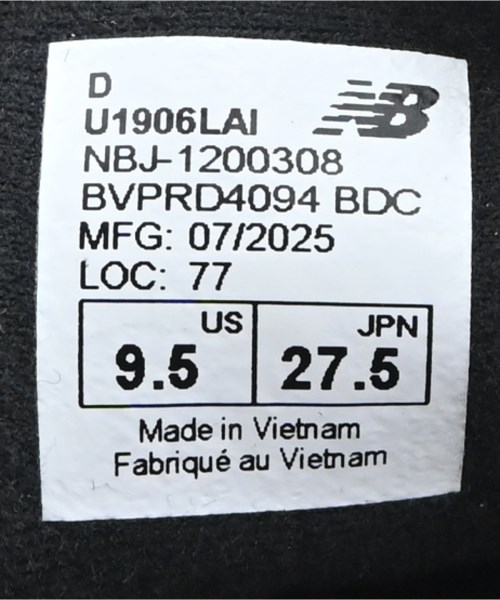 D
U1906LAI
NB
NBJ-1200308
BVPRD4094 BDC
MFG: 07/2025
LOC: 77
US JPN
9.5 27.5
Made in Vietnam
Fabriqué au Vietnam